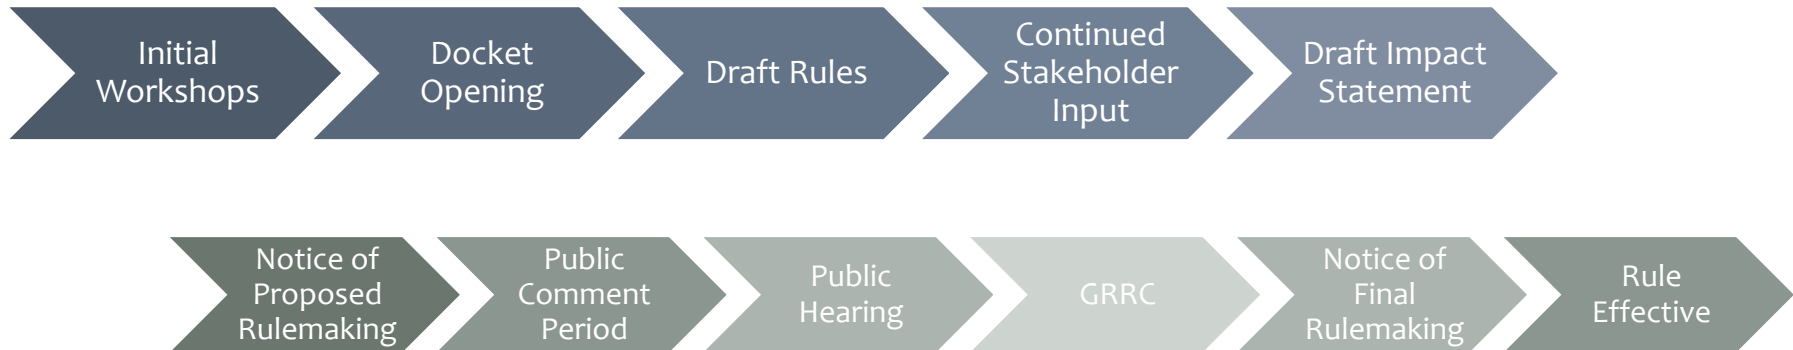 Initial
Workshops
Docket
Opening
Draft Rules
Continued
Stakeholder
Input
Draft Impact
Statement
Notice of
Proposed
Rulemaking
Public
Comment
Period
Public
Hearing
GRRC
Notice of
Final
Rulemaking
Rule
Effective